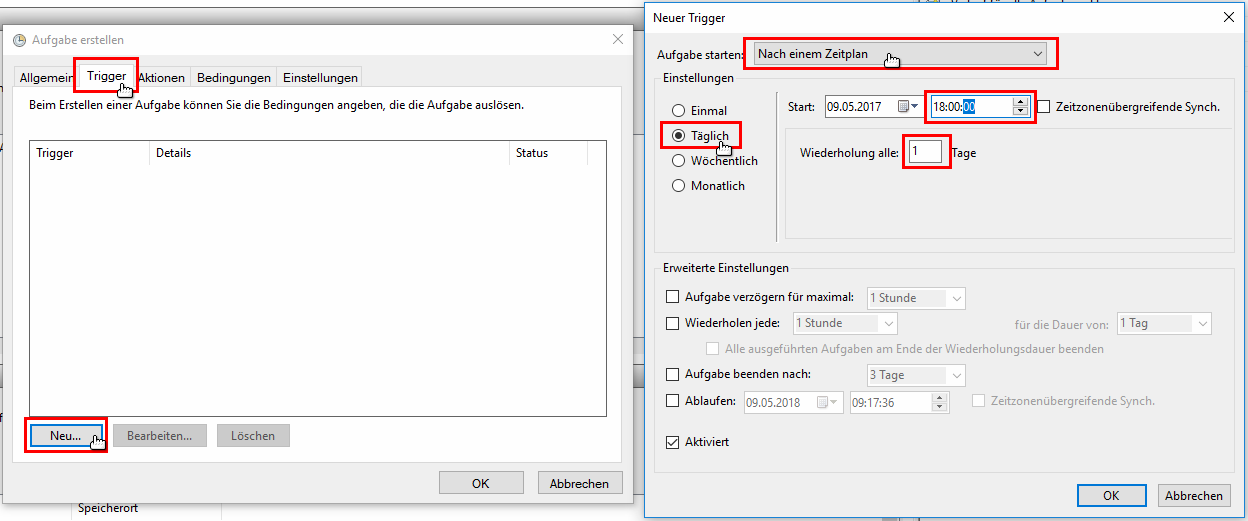 Aufgabe erstellen
Allgemein Trigger Aktionen Bedingungen Einstellungen
Beim Erstellen einer Aufgabe können Sie die Bedingungen angeben, die die Aufgabe auslösen.
Trigger Details Status
Neu... Bearbeiten... Löschen
OK Abbrechen
Speicherort
Neuer Trigger
Aufgabe starten: Nach einem Zeitplan
Einstellungen
Einmal
Täglich
Wöchentlich
Monatlich
Start: 09.05.2017 18:00:00 Zeitzonenübergreifende Synch.
Wiederholung alle: 1 Tage
Erweiterte Einstellungen
Aufgabe verzögern für maximal: 1 Stunde
Wiederholen jede: 1 Stunde für die Dauer von: 1 Tag
Alle ausgeführten Aufgaben am Ende der Wiederholungsdauer beenden
Aufgabe beenden nach: 3 Tage
Ablaufen: 09.05.2018 09:17:36 Zeitzonenübergreifende Synch.
Aktiviert
OK Abbrechen